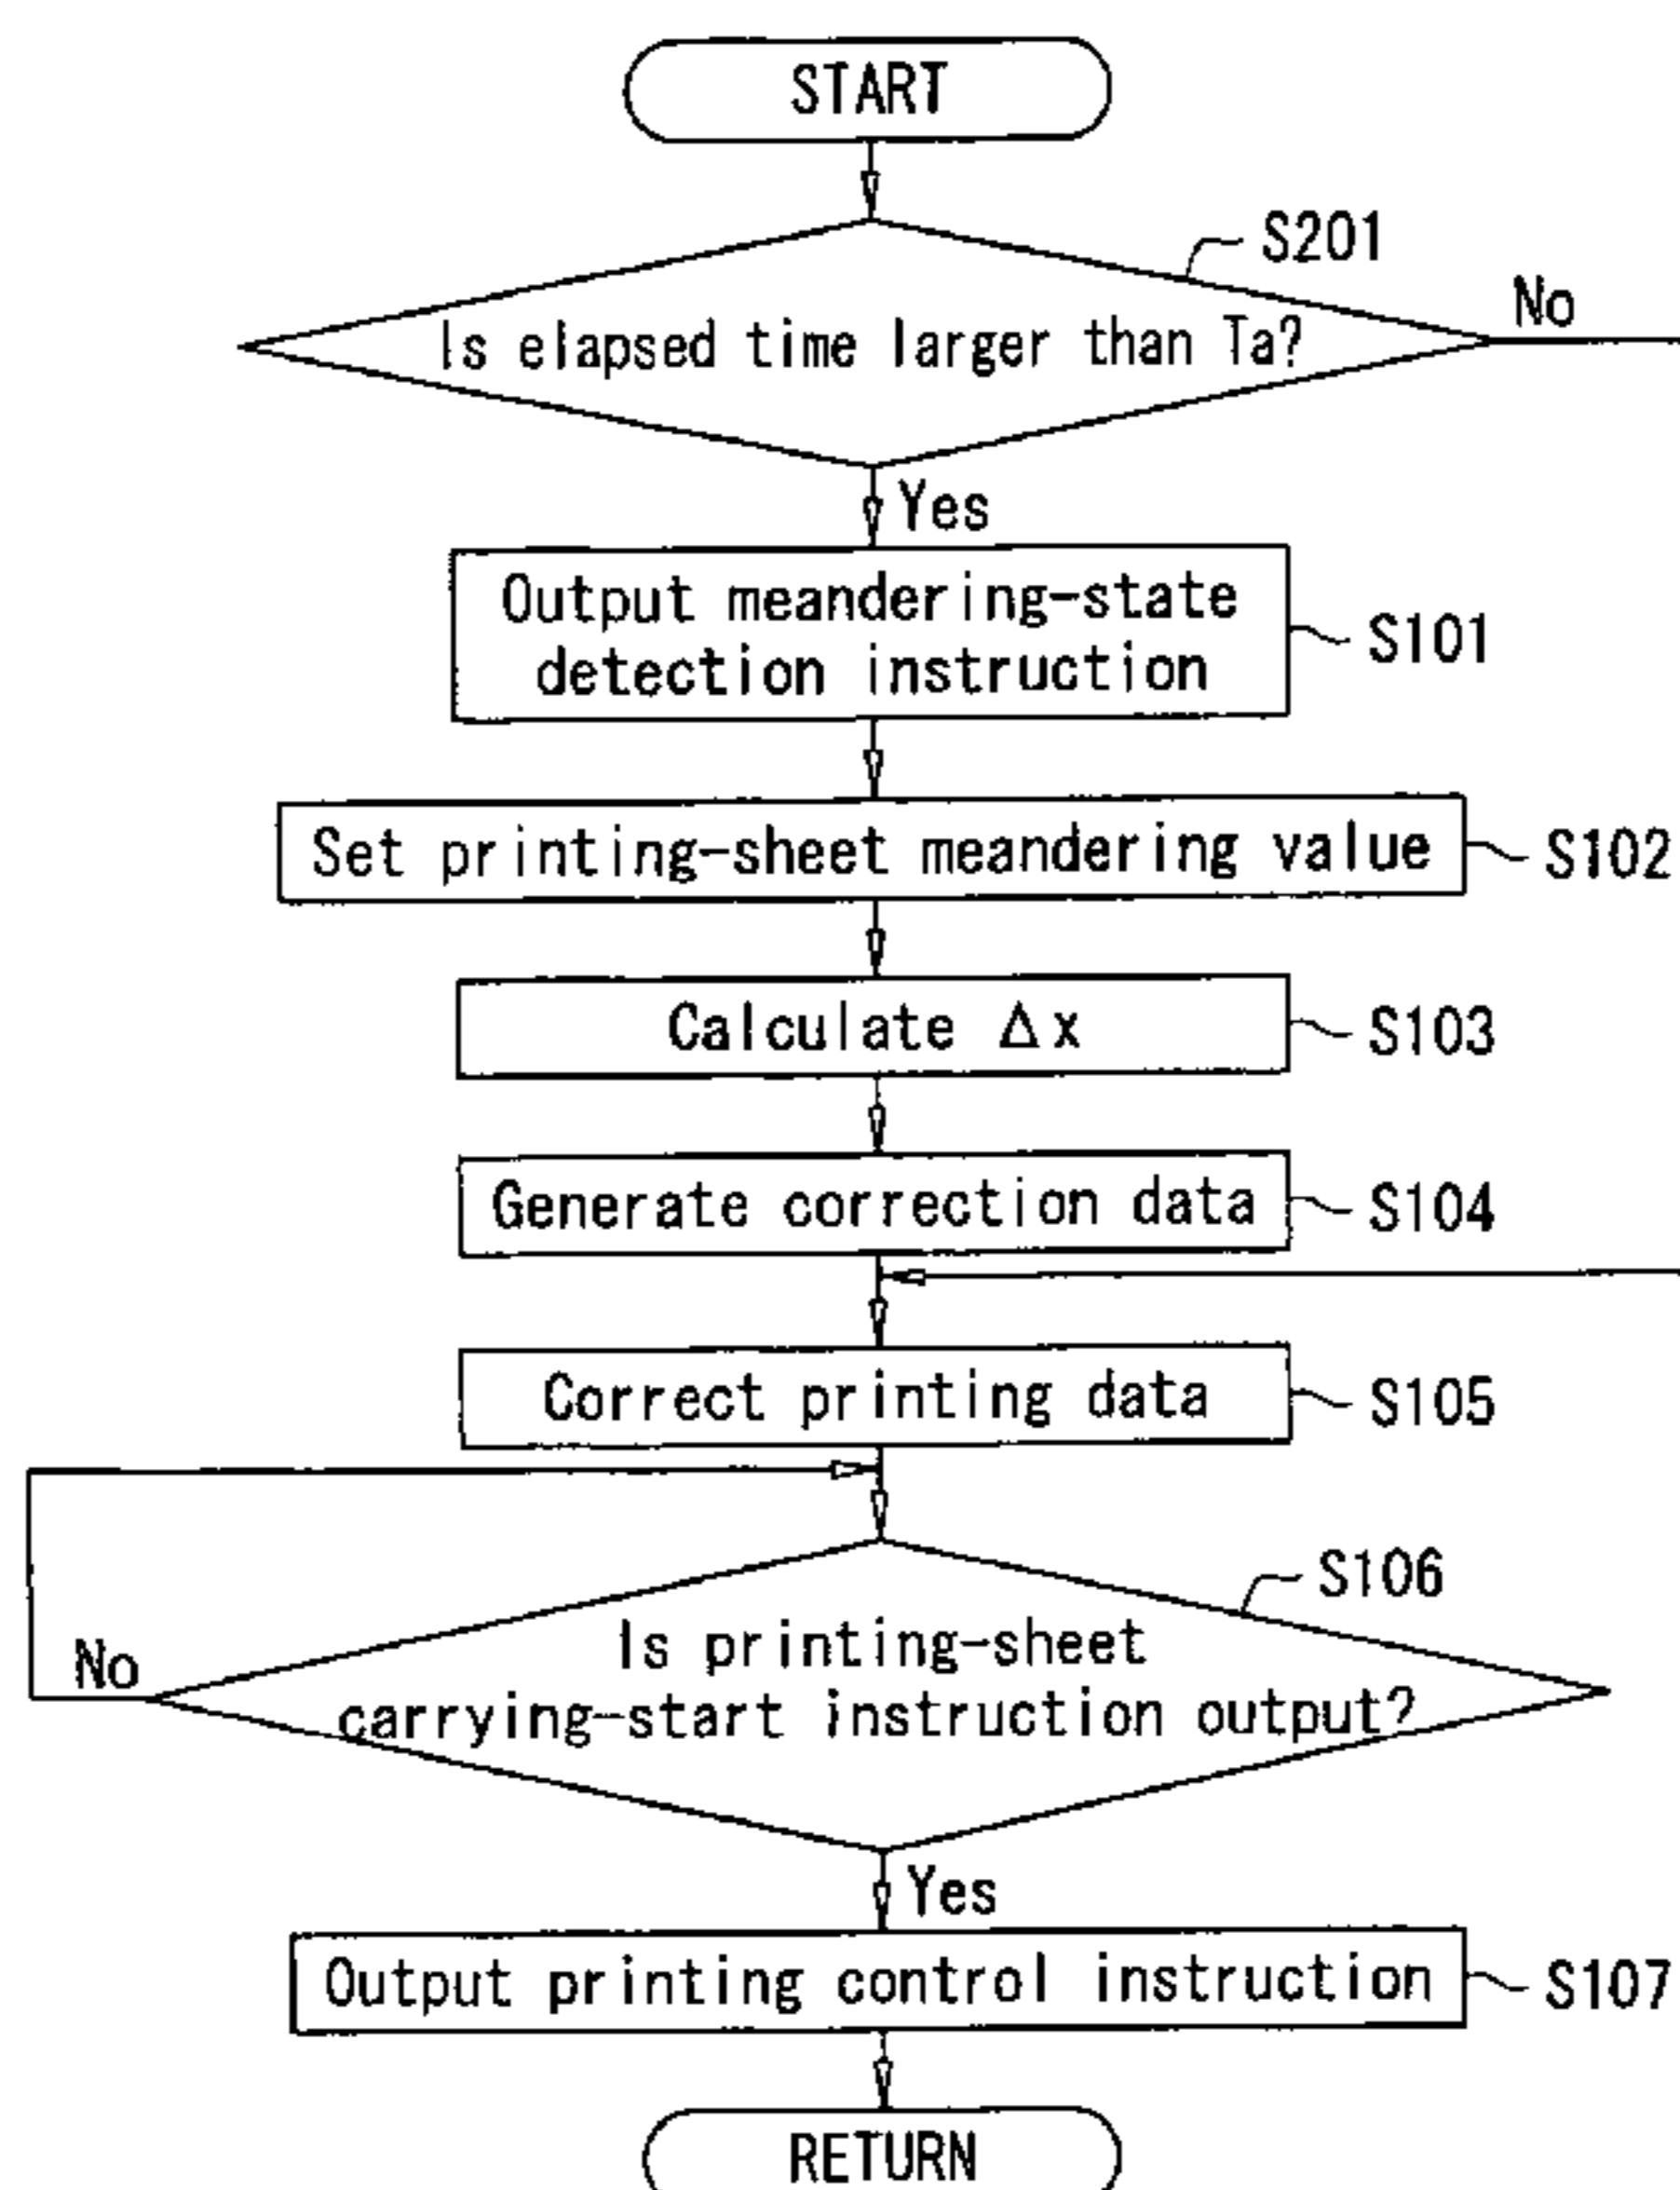 START
S201
No
Is elapsed time larger than Ta?
Yes
Output meandering-state
detection instruction
S101
Set printing-sheet meandering value
S102
Calculate Δx
S103
Generate correction data
S104
Correct printing data
S105
S106
No
Is printing-sheet
carrying-start instruction output?
Yes
Output printing control instruction
S107
RETURN